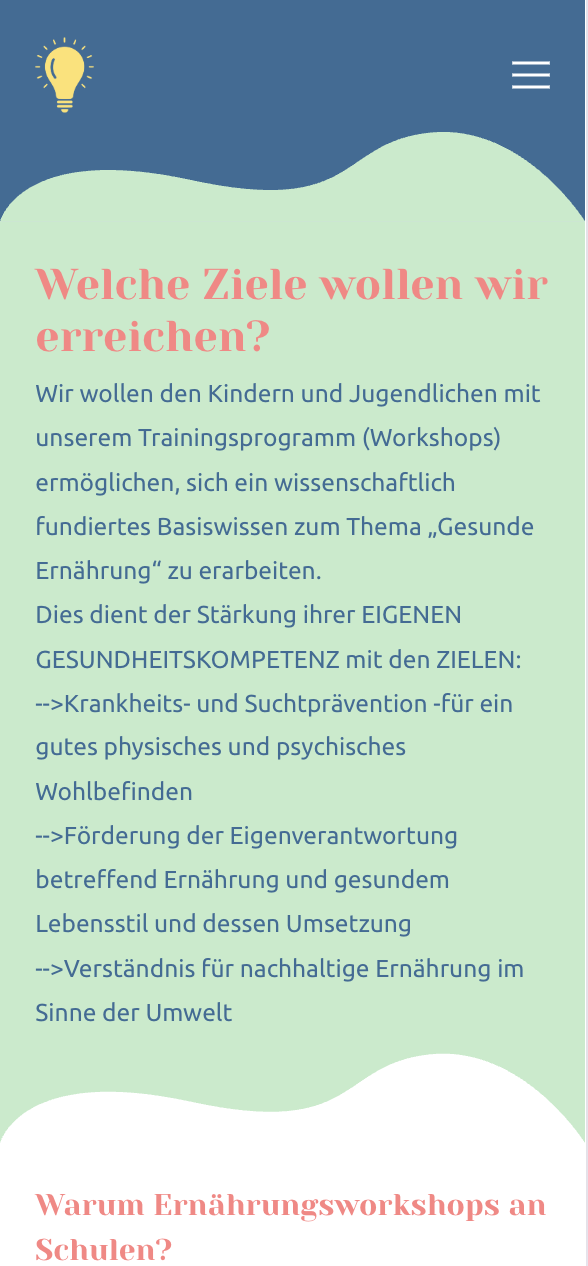 Welche Ziele wollen wir
erreichen?
Wir wollen den Kindern und Jugendlichen mit
unserem Trainingsprogramm (Workshops)
ermöglichen, sich ein wissenschaftlich
fundiertes Basiswissen zum Thema „Gesunde
Ernährung“ zu erarbeiten.
Dies dient der Stärkung ihrer EIGENEN
GESUNDHEITSKOMPETENZ mit den ZIELEN:
-->Krankheits- und Suchtprävention -für ein
gutes physisches und psychisches
Wohlbefinden
-->Förderung der Eigenverantwortung
betreffend Ernährung und gesundem
Lebensstil und dessen Umsetzung
-->Verständnis für nachhaltige Ernährung im
Sinne der Umwelt
Warum Ernährungsworkshops an
Schulen?